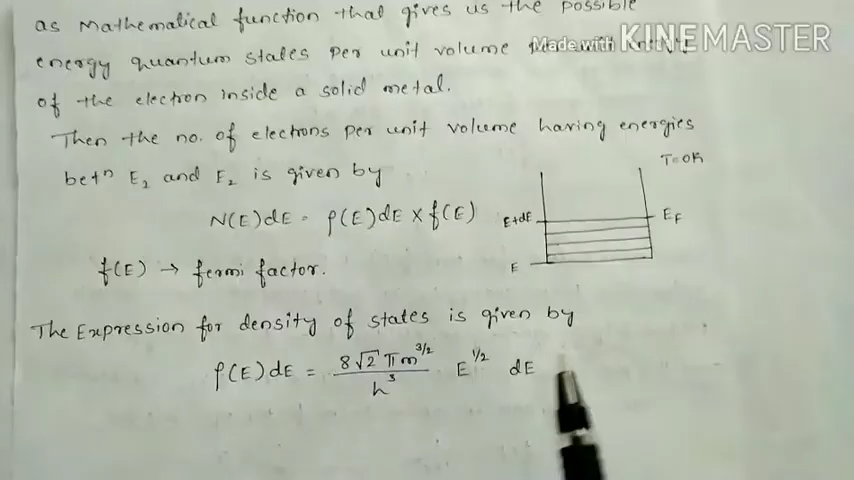 as Mathematical function that gives us the possible
energy quantum states per unit volume
Made with KINEMASTER
of the electron inside a solid metal.
Then the no. of electrons per unit volume having energies
betn E1 and E2 is given by
T=0K
N(E)dE = ρ(E)dE × f(E)
E+dE
EF
E
f(E) → fermi factor.
The Expression for density of states is given by
ρ(E)dE = 8√2 πm^3/2 / h^3 E^1/2 dE